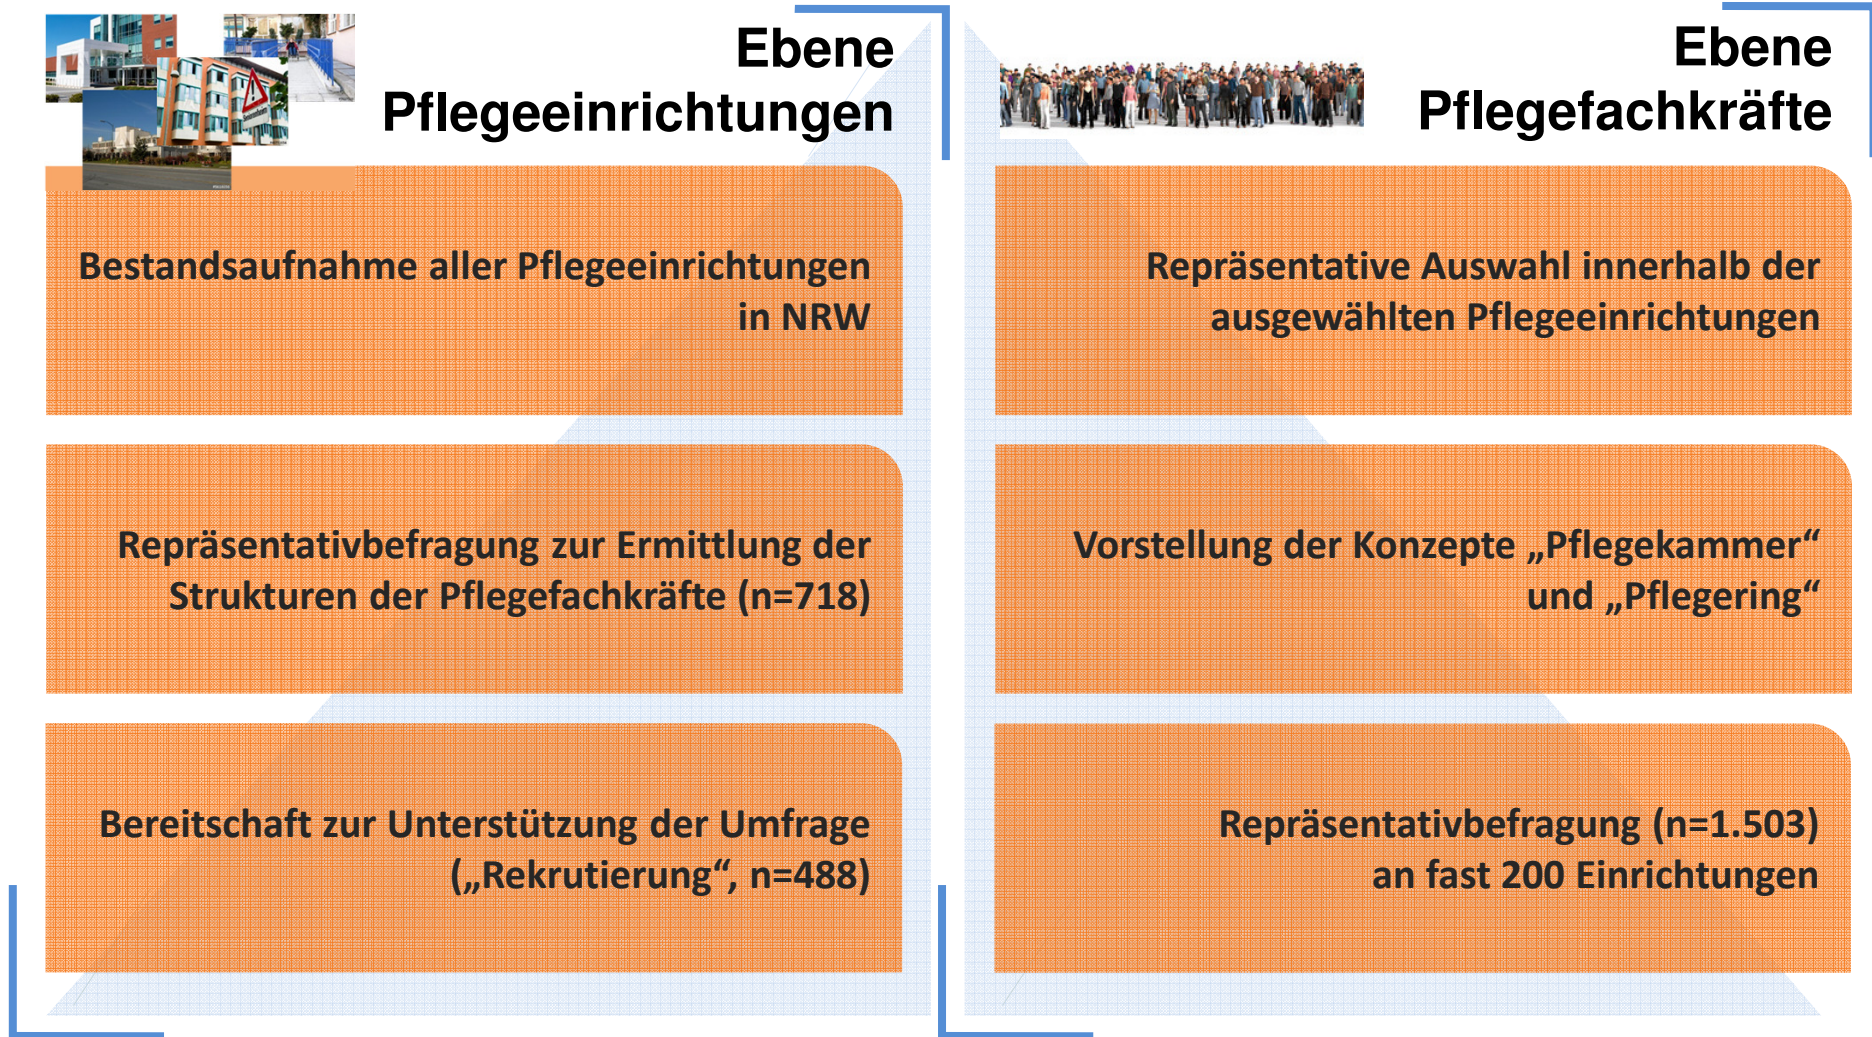 Ebene
Pflegeeinrichtungen
Bestandsaufnahme aller Pflegeeinrichtungen
in NRW
Repräsentativbefragung zur Ermittlung der
Strukturen der Pflegefachkräfte (n=718)
Bereitschaft zur Unterstützung der Umfrage
(„Rekrutierung“, n=488)
Ebene
Pflegefachkräfte
Repräsentative Auswahl innerhalb der
ausgewählten Pflegeeinrichtungen
Vorstellung der Konzepte „Pflegekammer“
und „Pflegering“
Repräsentativbefragung (n=1.503)
an fast 200 Einrichtungen